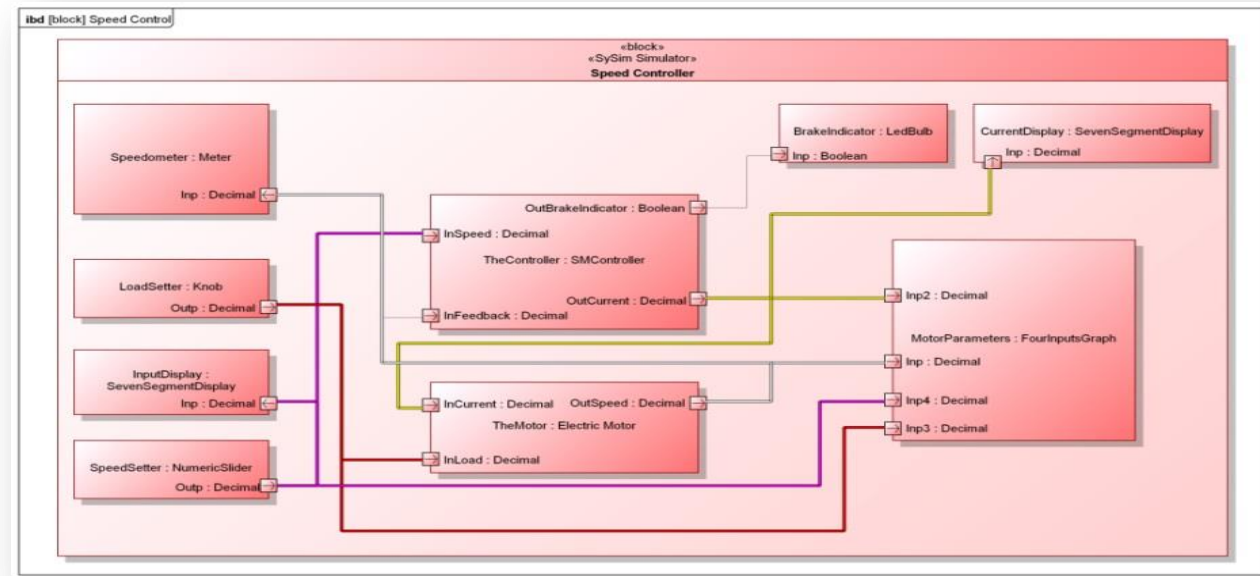 ibd [block] Speed Control
«block»
«SySim Simulator»
Speed Controller
Speedometer : Meter
Inp : Decimal
LoadSetter : Knob
Outp : Decimal
InputDisplay :
SevenSegmentDisplay
Inp : Decimal
SpeedSetter : NumericSlider
Outp : Decimal
OutBrakeIndicator : Boolean
InSpeed : Decimal
TheController : SMController
OutCurrent : Decimal
InFeedback : Decimal
InCurrent : Decimal OutSpeed : Decimal
TheMotor : Electric Motor
InLoad : Decimal
BrakeIndicator : LedBulb
Inp : Boolean
CurrentDisplay : SevenSegmentDisplay
Inp : Decimal
Inp2 : Decimal
MotorParameters : FourInputsGraph
Inp : Decimal
Inp4 : Decimal
Inp3 : Decimal